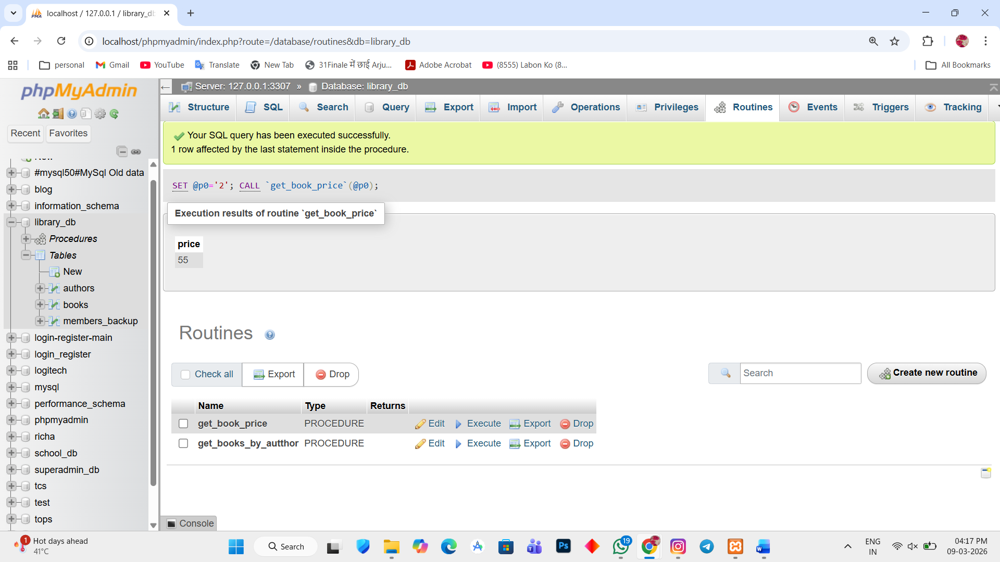 localhost / 127.0.0.1 / library_db
localhost/phpmyadmin/index.php?route=/database/routines&db=library_db
personal
Gmail
YouTube
Translate
New Tab
31Finale में छाई Arju...
Adobe Acrobat
(8555) Labon Ko (8...
All Bookmarks
phpMyAdmin
Server: 127.0.0.1:3307 » Database: library_db
Structure
SQL
Search
Query
Export
Import
Operations
Privileges
Routines
Events
Triggers
Tracking
Recent
Favorites
New
#mysql50#MySql Old data
blog
information_schema
library_db
Procedures
Tables
New
authors
books
members_backup
login-register-main
login_register
logitech
mysql
performance_schema
phpmyadmin
richa
school_db
superadmin_db
tcs
test
tops
Your SQL query has been executed successfully.
1 row affected by the last statement inside the procedure.
SET @p0='2'; CALL `get_book_price`(@p0);
Execution results of routine `get_book_price`
price
55
Routines
Check all
Export
Drop
Search
Create new routine
Name Type Returns
get_book_price PROCEDURE Edit Execute Export Drop
get_books_by_autthor PROCEDURE Edit Execute Export Drop
Console
1
Hot days ahead
41°C
Search
Ps
19
ENG
IN
04:17 PM
09-03-2026